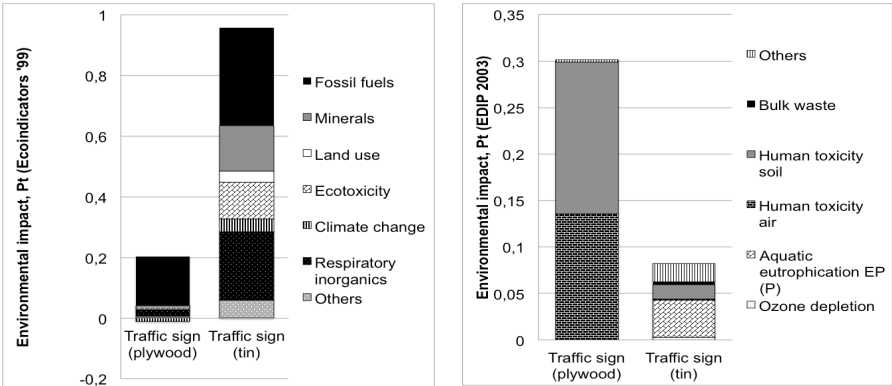 Environmental impact, Pt (Ecoindicators '99)
1
0,8
0,6
0,4
0,2
0
-0,2
Traffic sign
(plywood)
Traffic sign
(tin)
Fossil fuels
Minerals
Land use
Ecotoxicity
Climate change
Respiratory
inorganics
Others
Environmental impact, Pt (EDIP 2003)
0,35
0,3
0,25
0,2
0,15
0,1
0,05
0
Traffic sign
(plywood)
Traffic sign
(tin)
Others
Bulk waste
Human toxicity
soil
Human toxicity
air
Aquatic
eutrophication EP
(P)
Ozone depletion